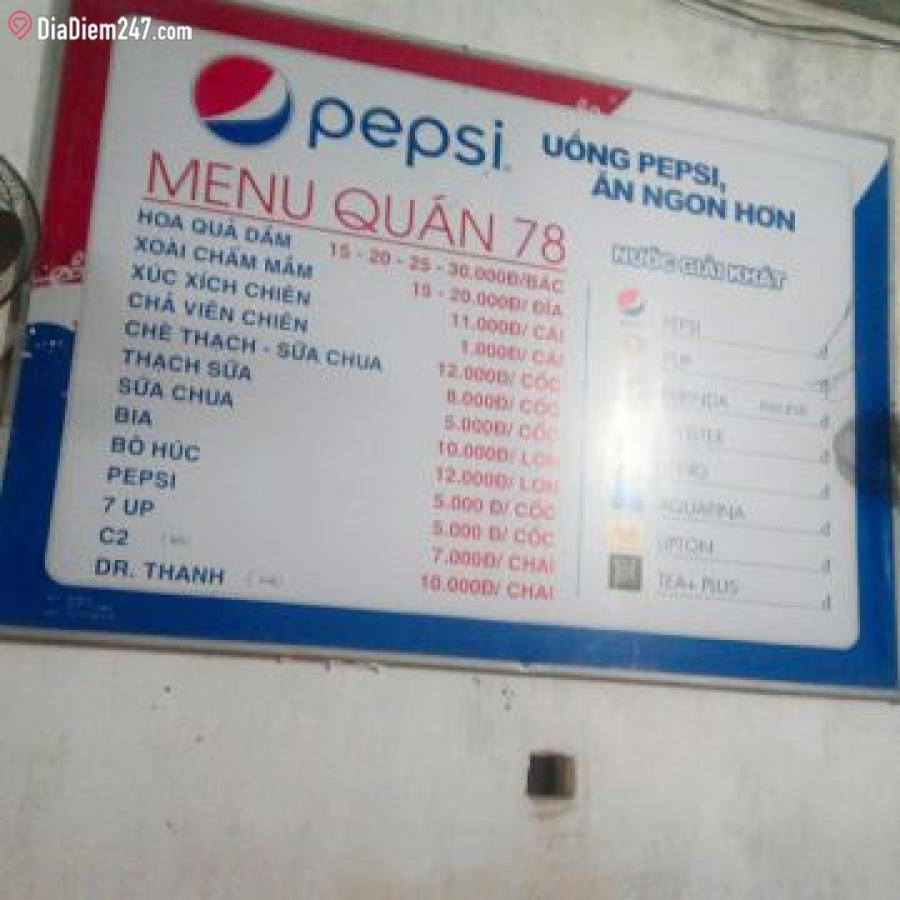 DiaDiem247.com
pepsi
UỐNG PEPSI,
ĂN NGON HƠN
MENU QUÁN 78
HOA QUẢ DẦM 15 - 20 - 25 - 30.000Đ/BÁC
XOÀI CHẤM MẮM 15 - 20.000Đ/ ĐĨA
XÚC XÍCH CHIÊN 11.000Đ/ CÁI
CHẢ VIÊN CHIÊN 1.000Đ/ CÁI
CHÈ THẠCH - SỮA CHUA 12.000Đ/ CỐC
THẠCH SỮA 8.000Đ/ CỐC
SỮA CHUA 5.000Đ/ CỐC
BIA 10.000Đ/ LON
BÒ HÚC 12.000Đ/ LON
PEPSI 5.000 Đ/ CỐC
7 UP 5.000 Đ/ CỐC
C2 7.000Đ/ CHAI
DR. THANH 10.000Đ/ CHAI
NƯỚC GIẢI KHÁT
PEPSI đ
7UP đ
đ
đ
đ
AQUAFINA đ
LIPTON đ
TEA+ PLUS đ